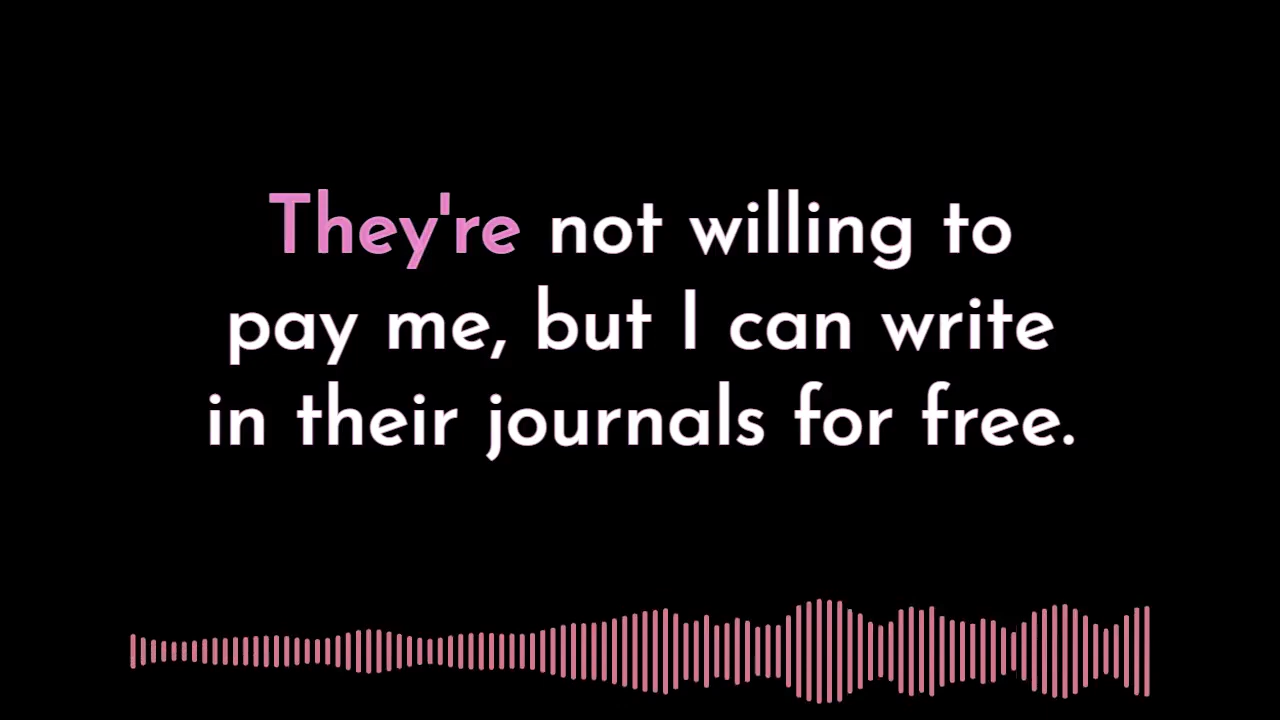 They're not willing to
pay me, but I can write
in their journals for free.